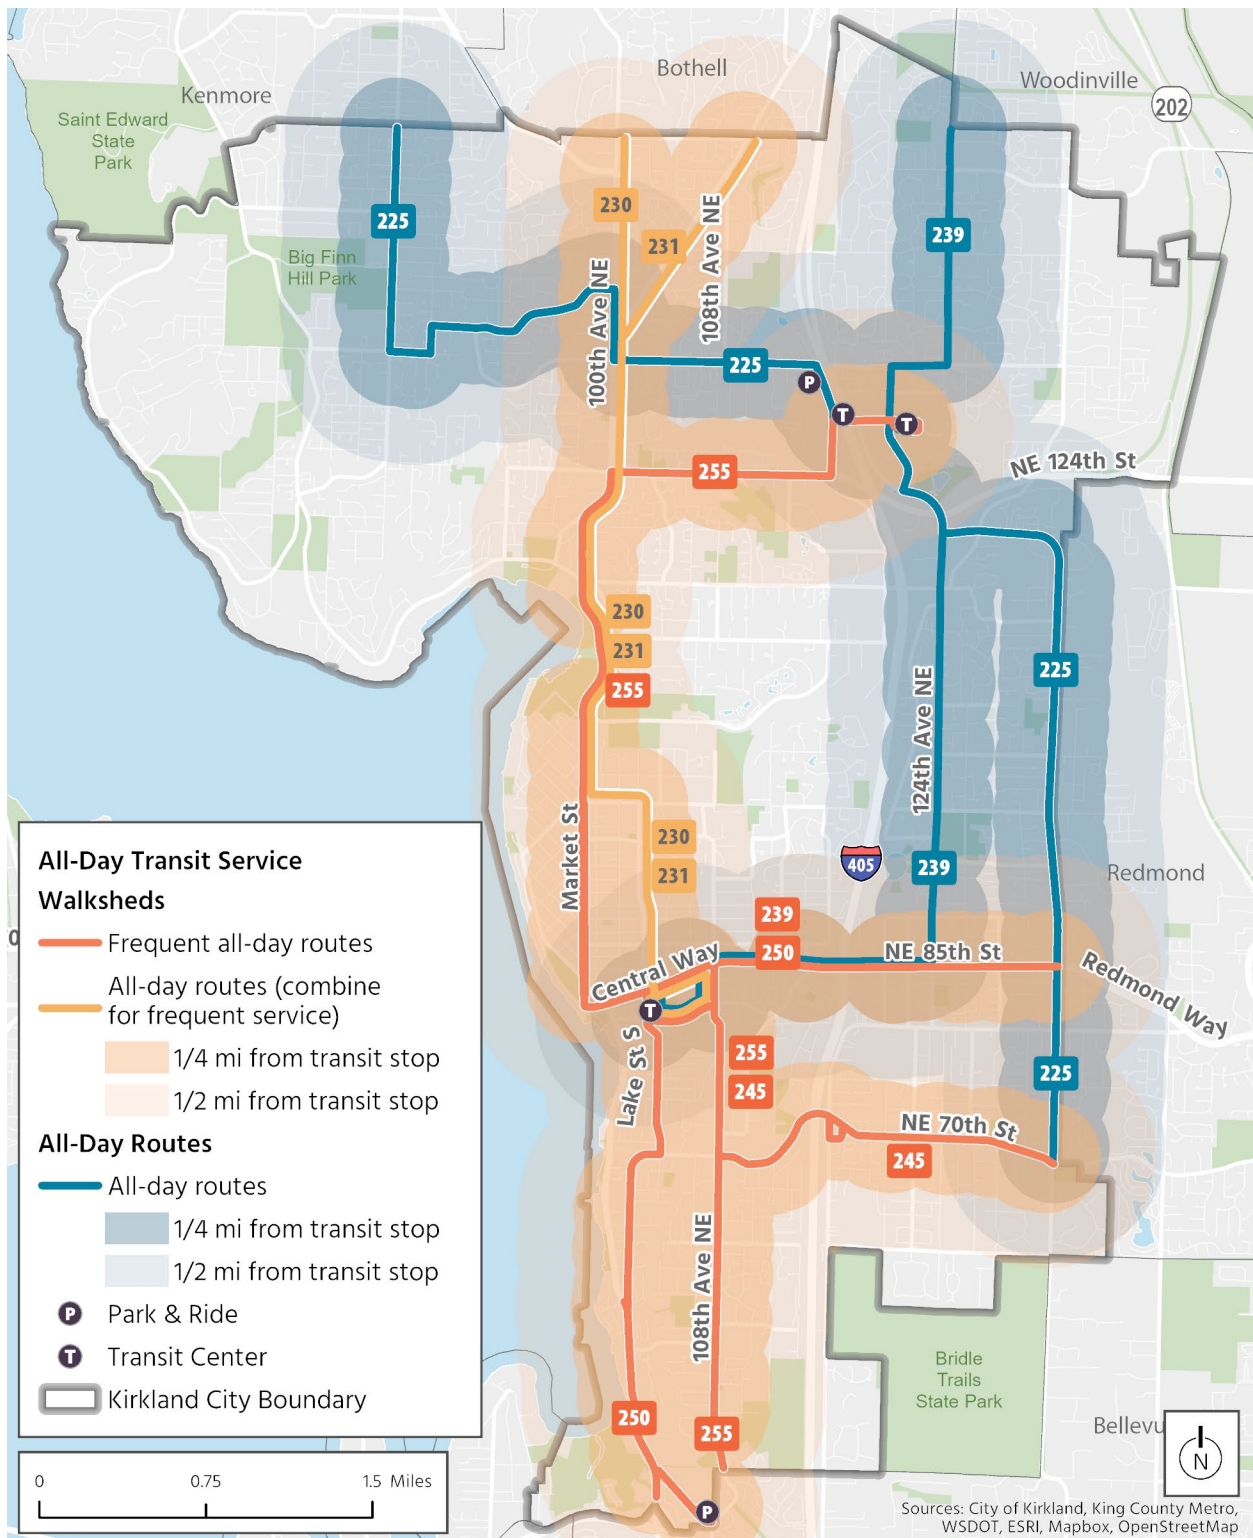 Bothell
Woodinville
Kenmore
202
Saint Edward
State
Park
230
225
239
231
108th Ave NE
Big Finn
Hill Park
100th Ave NE
225
P
T
T
NE 124th St
255
230
231
255
225
124th Ave NE
Market St
230
231
405
239
Redmond
239
250
NE 85th St
Central Way
Redmond Way
T
Lake St S
255
245
225
NE 70th St
245
108th Ave NE
Bridle
Trails
State Park
250
255
Bellevu
P
N
All-Day Transit Service
Walksheds
Frequent all-day routes
All-day routes (combine
for frequent service)
1/4 mi from transit stop
1/2 mi from transit stop
All-Day Routes
All-day routes
1/4 mi from transit stop
1/2 mi from transit stop
P Park & Ride
T Transit Center
Kirkland City Boundary
0 0.75 1.5 Miles
Sources: City of Kirkland, King County Metro,
WSDOT, ESRI, Mapbox, OpenStreetMap